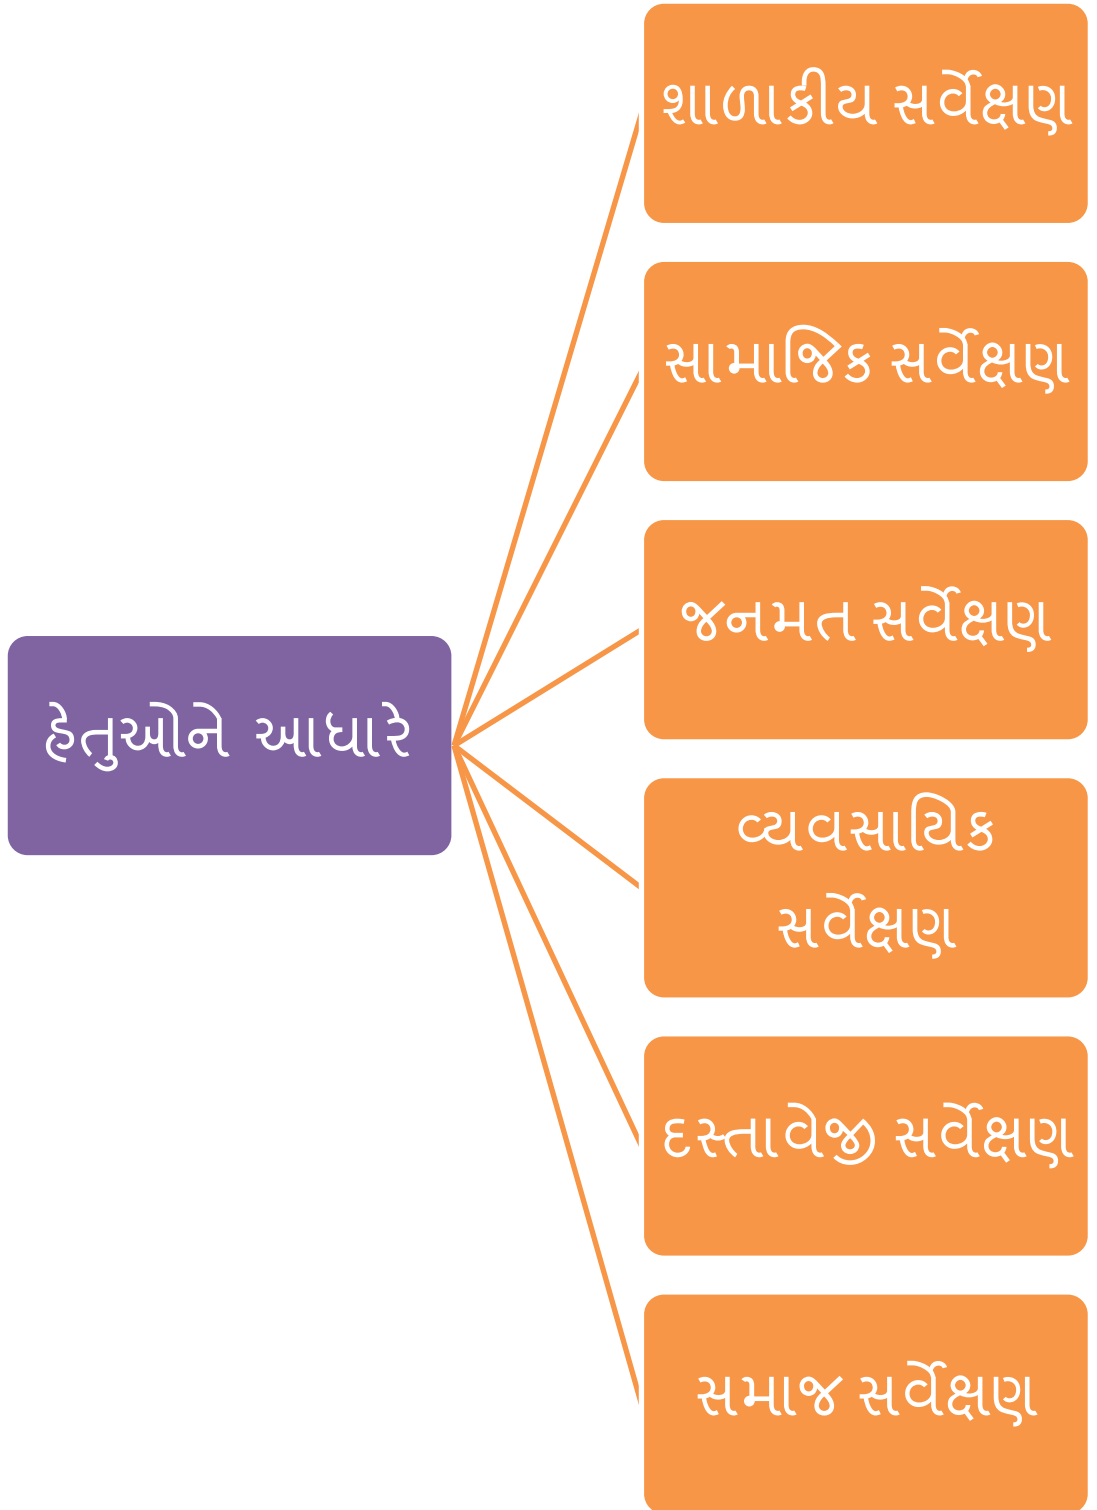 હેતુઓને આધારે
શાળાકીય સર્વેક્ષણ
સામાજિક સર્વેક્ષણ
જનમત સર્વેક્ષણ
વ્યવસાયિક
સર્વેક્ષણ
દસ્તાવેજી સર્વેક્ષણ
સમાજ સર્વેક્ષણ